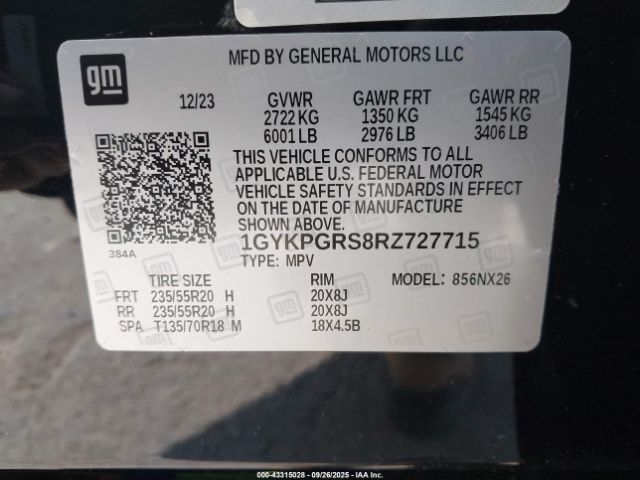 gm
MFD BY GENERAL MOTORS LLC
12/23 GVWR GAWR FRT GAWR RR
2722 KG 1350 KG 1545 KG
6001 LB 2976 LB 3406 LB
THIS VEHICLE CONFORMS TO ALL
APPLICABLE U.S. FEDERAL MOTOR
VEHICLE SAFETY STANDARDS IN EFFECT
ON THE DATE OF MANUFACTURE
SHOWN ABOVE.
384A
1GYKPGRS8RZ727715
TYPE: MPV MODEL: 856NX26
TIRE SIZE RIM
FRT 235/55R20 H 20X8J
RR 235/55R20 H 20X8J
SPA T135/70R18 M 18X4.5B
000-43315028 - 09/26/2025 - IAA, Inc.